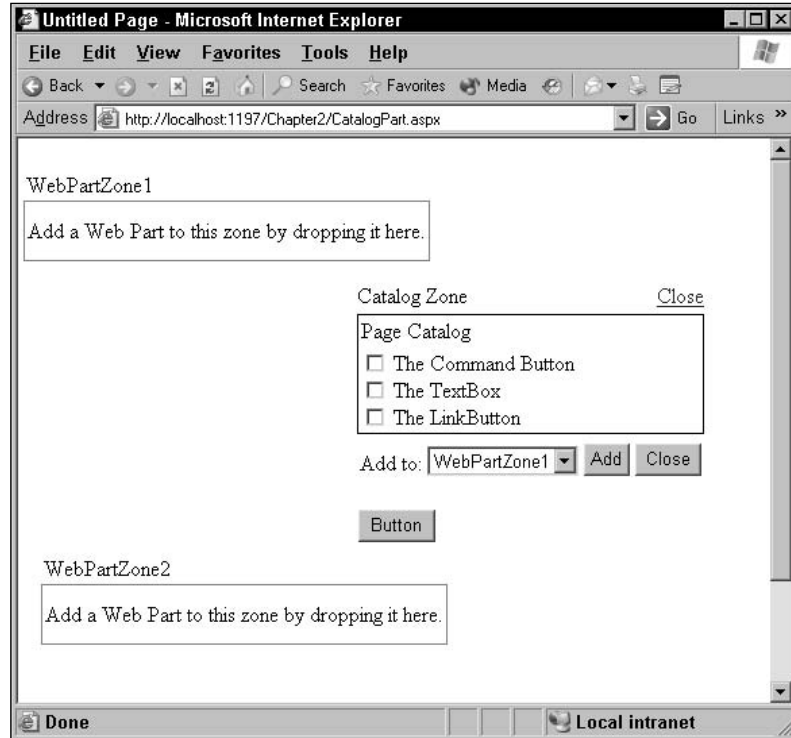 Untitled Page - Microsoft Internet Explorer
File Edit View Favorites Tools Help
Back Search Favorites Media
Address http://localhost:1197/Chapter2/CatalogPart.aspx Go Links »
WebPartZone1
Add a Web Part to this zone by dropping it here.
Catalog Zone Close
Page Catalog
The Command Button
The TextBox
The LinkButton
Add to: WebPartZone1 Add Close
Button
WebPartZone2
Add a Web Part to this zone by dropping it here.
Done Local intranet